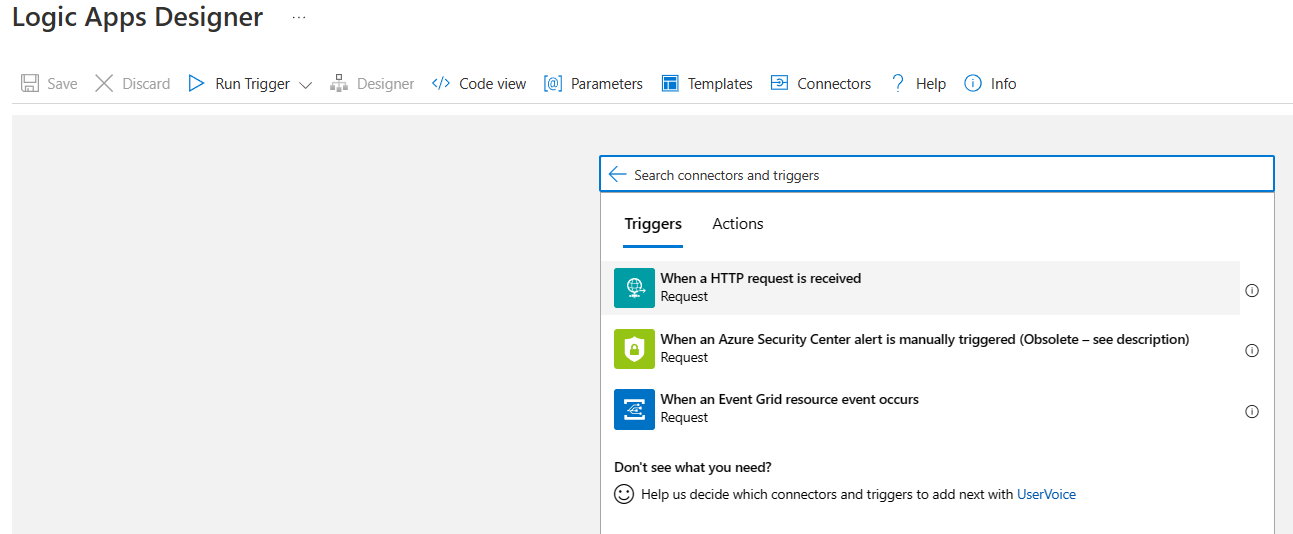 Logic Apps Designer ...
Save Discard Run Trigger Designer </> Code view [@] Parameters Templates Connectors ? Help Info
Search connectors and triggers
Triggers Actions
When a HTTP request is received
Request
When an Azure Security Center alert is manually triggered (Obsolete – see description)
Request
When an Event Grid resource event occurs
Request
Don't see what you need?
Help us decide which connectors and triggers to add next with UserVoice